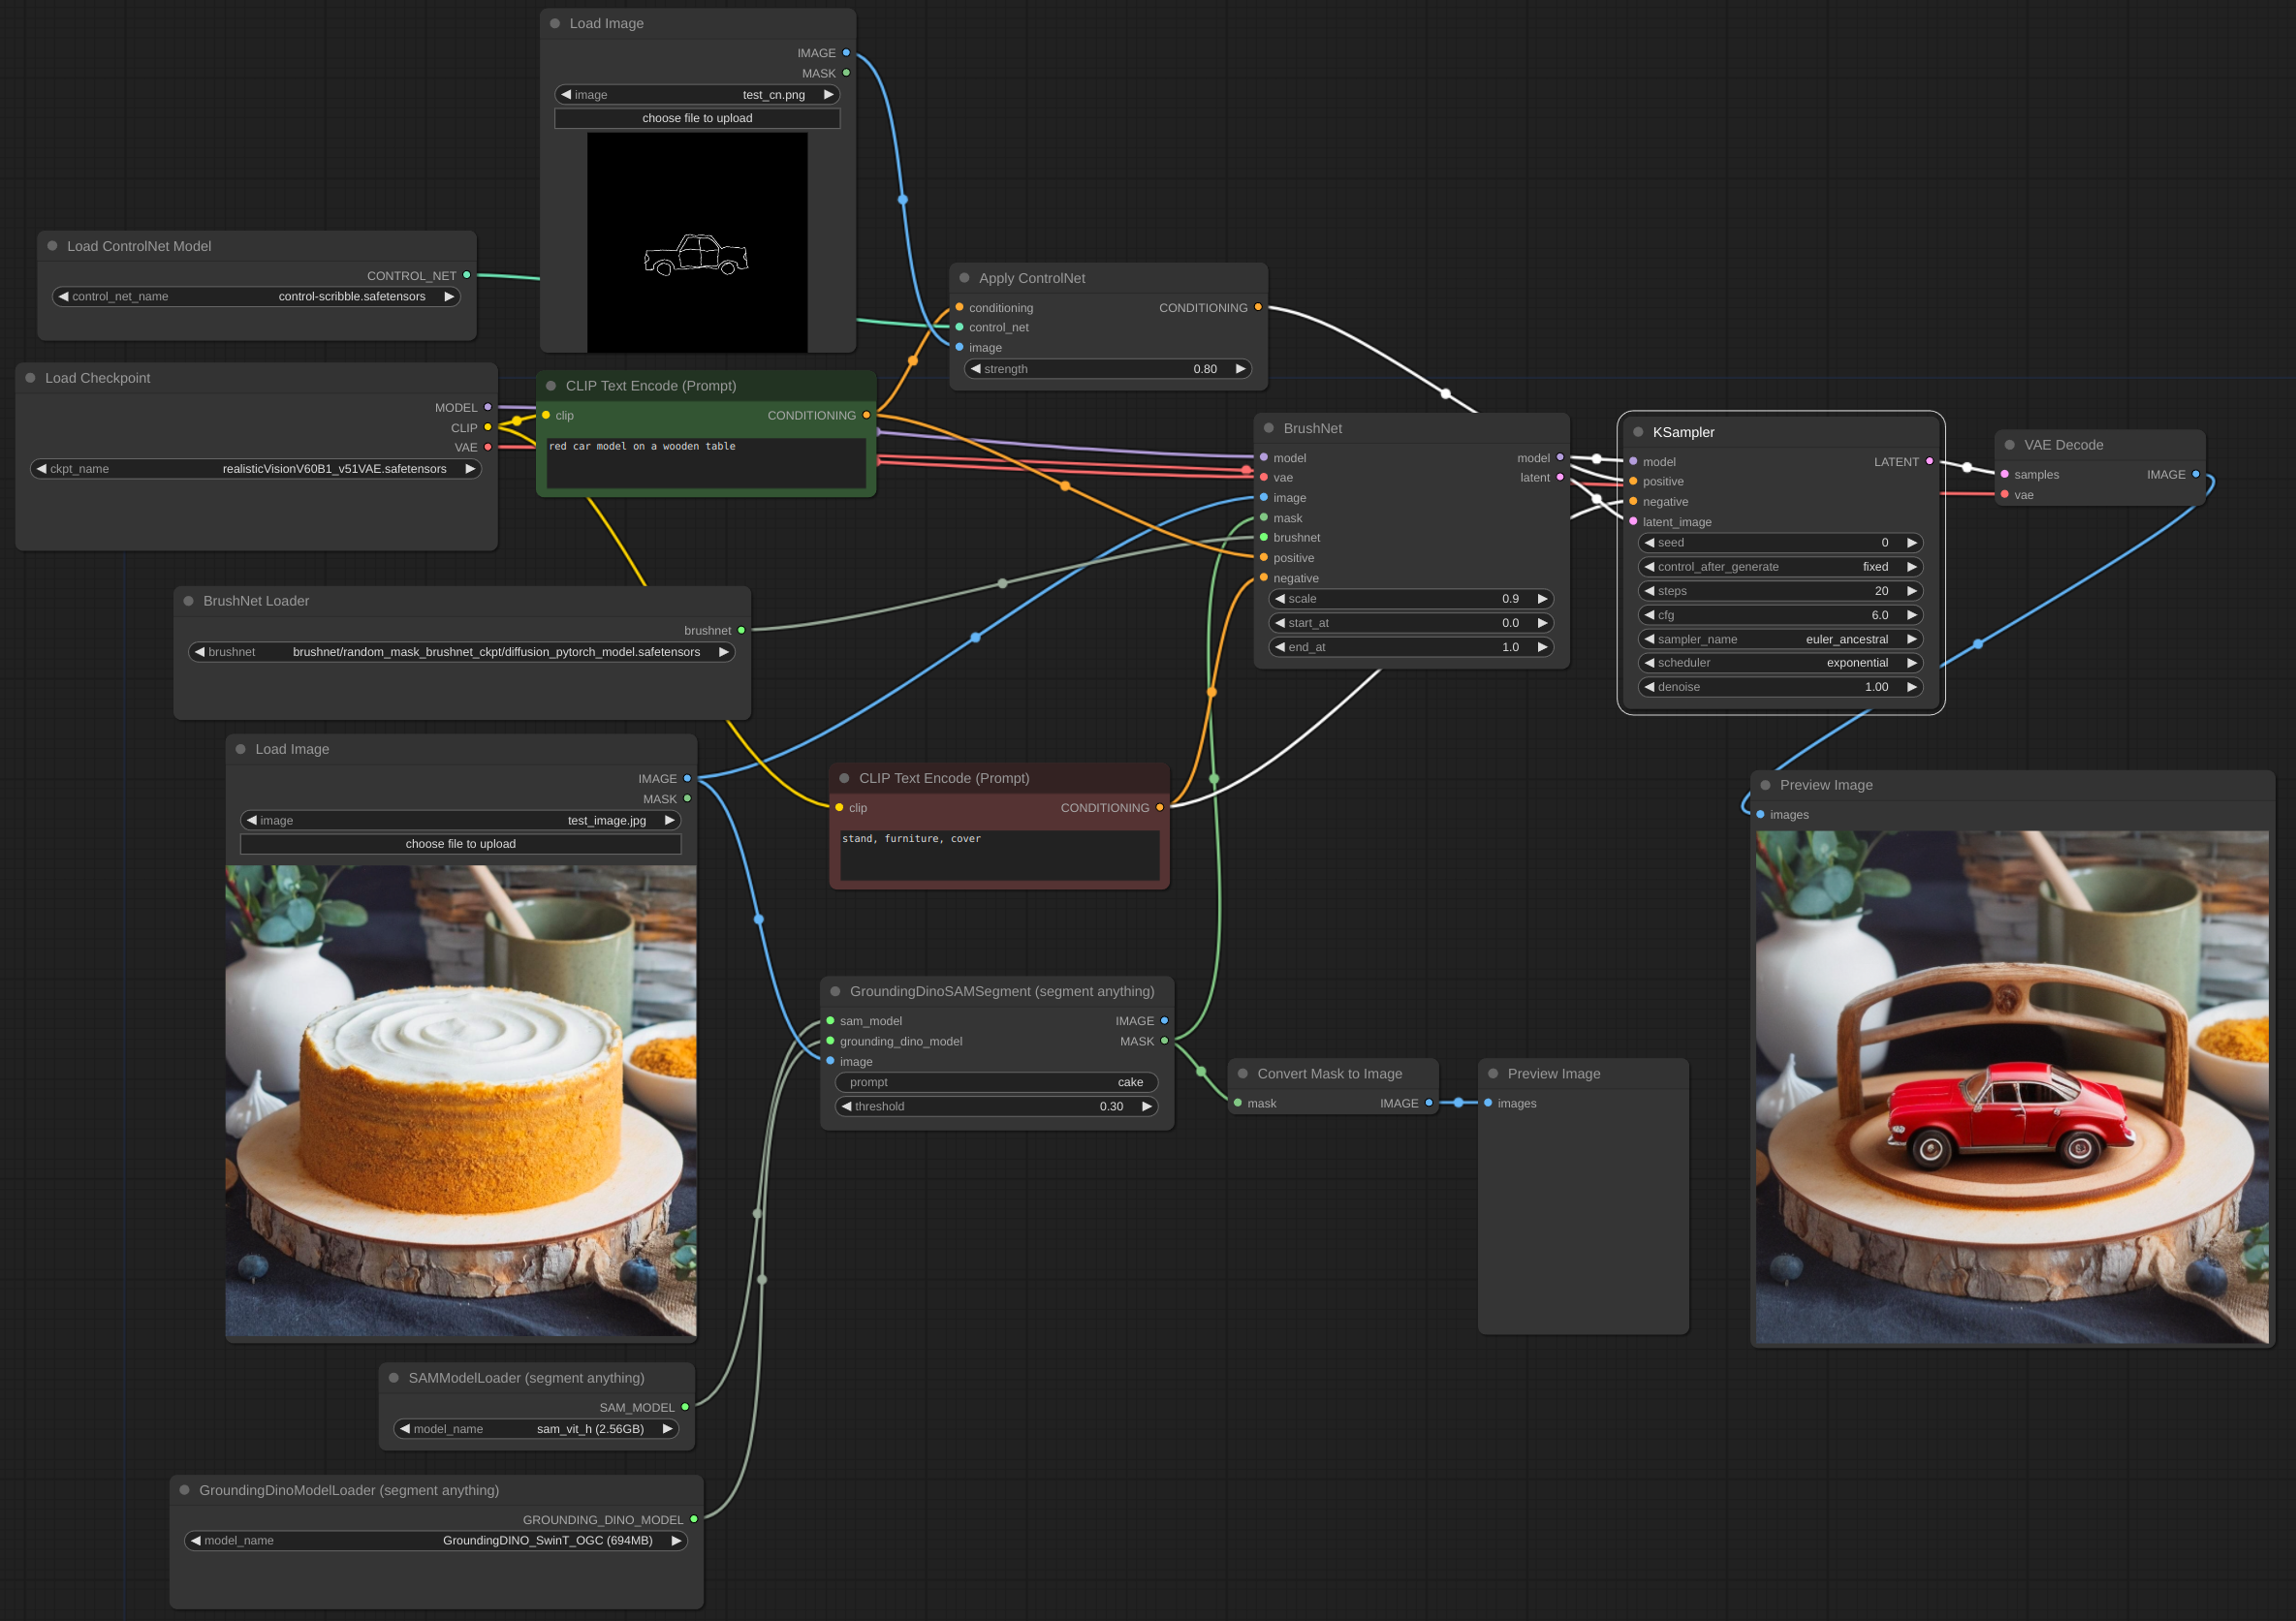 Load Image
IMAGE
MASK
image test_cn.png
choose file to upload
Load ControlNet Model
CONTROL_NET
control_net_name control-scribble.safetensors
Apply ControlNet
conditioning CONDITIONING
control_net
image
strength 0.80
Load Checkpoint
MODEL
CLIP
VAE
ckpt_name realisticVisionV60B1_v51VAE.safetensors
CLIP Text Encode (Prompt)
clip CONDITIONING
red car model on a wooden table
BrushNet
model model
vae latent
image
mask
brushnet
positive
negative
scale 0.9
start_at 0.0
end_at 1.0
KSampler
model LATENT
positive
negative
latent_image
seed 0
control_after_generate fixed
steps 20
cfg 6.0
sampler_name euler_ancestral
scheduler exponential
denoise 1.00
VAE Decode
samples IMAGE
vae
BrushNet Loader
brushnet
brushnet brushnet/random_mask_brushnet_ckpt/diffusion_pytorch_model.safetensors
Load Image
IMAGE
MASK
image test_image.jpg
choose file to upload
CLIP Text Encode (Prompt)
clip CONDITIONING
stand, furniture, cover
Preview Image
images
GroundingDinoSAMSegment (segment anything)
sam_model IMAGE
grounding_dino_model MASK
image
prompt cake
threshold 0.30
Convert Mask to Image
mask IMAGE
Preview Image
images
SAMModelLoader (segment anything)
SAM_MODEL
model_name sam_vit_h (2.56GB)
GroundingDinoModelLoader (segment anything)
GROUNDING_DINO_MODEL
model_name GroundingDINO_SwinT_OGC (694MB)